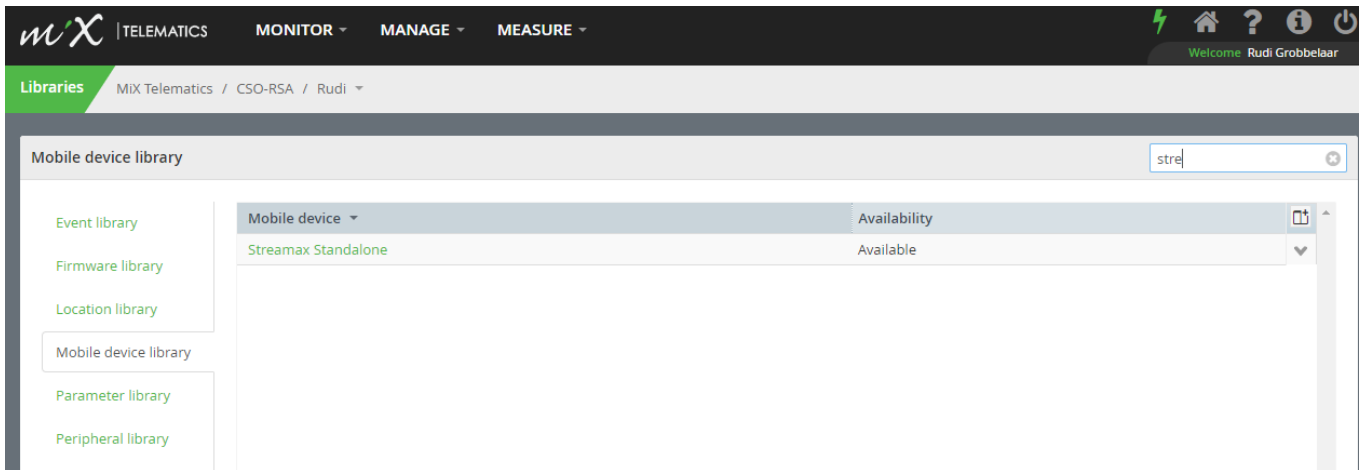 miX TELEMATICS MONITOR MANAGE MEASURE ?
Welcome Rudi Grobbelaar
Libraries MiX Telematics / CSO-RSA / Rudi
Mobile device library stre
Event library Mobile device Availability
Streamax Standalone Available
Firmware library
Location library
Mobile device library
Parameter library
Peripheral library